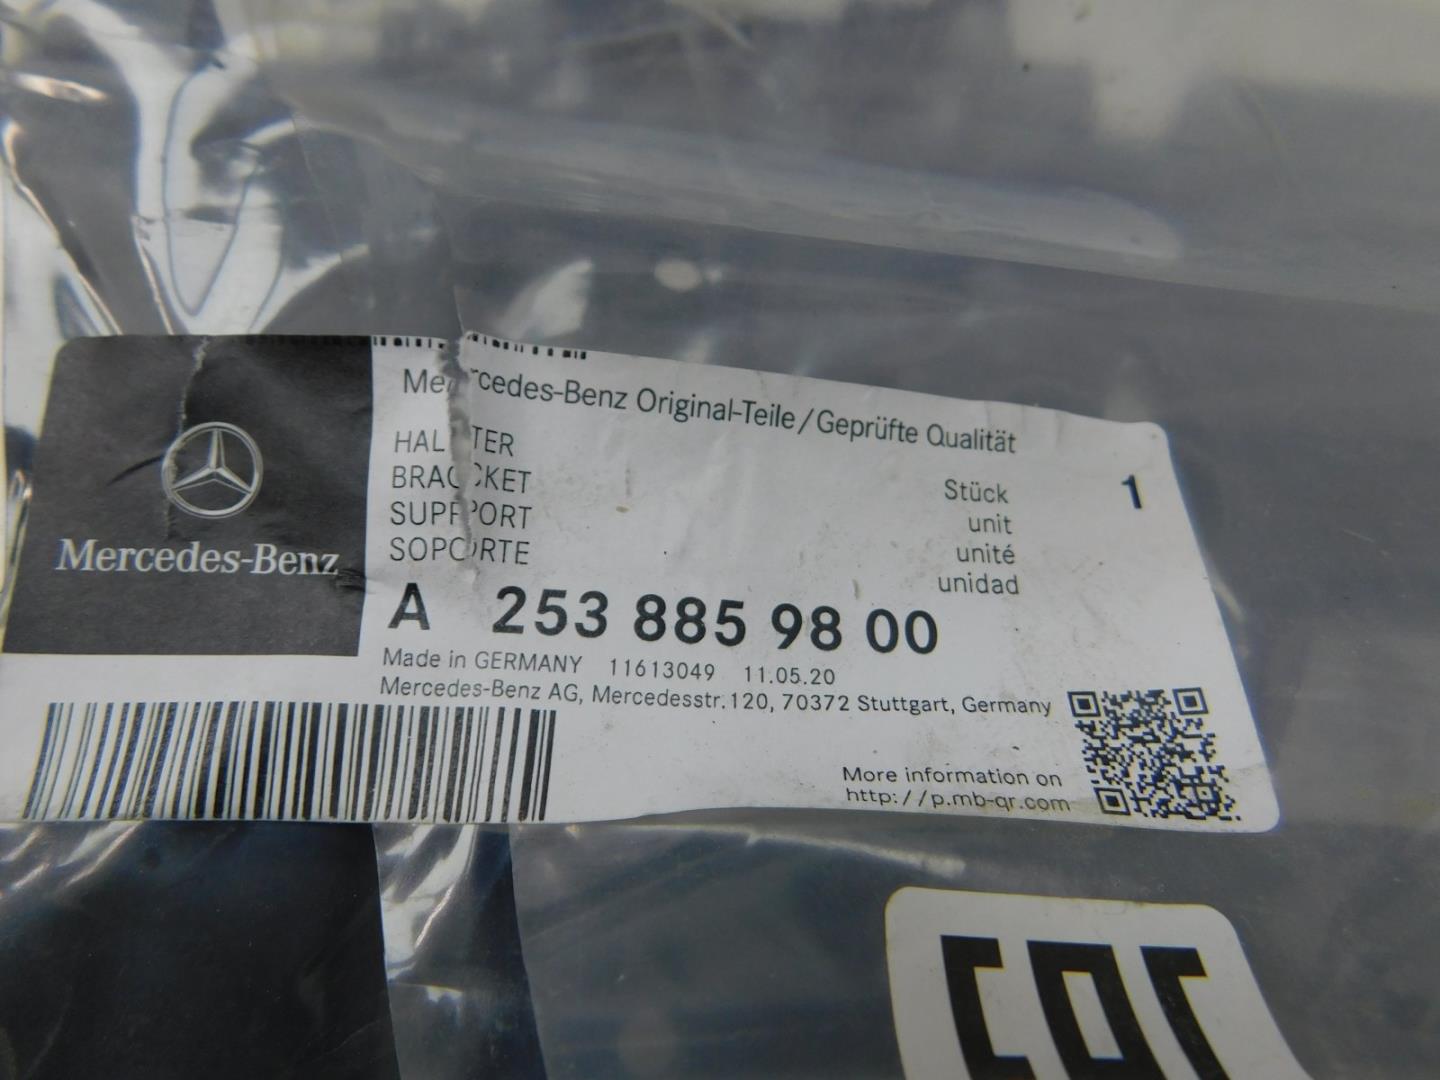 Mercedes-Benz
Mercedes-Benz Original-Teile/Geprüfte Qualität
HALTER
BRACKET
SUPPORT
SOPORTE
Stück
unit
unité
unidad
1
A 253 885 98 00
Made in GERMANY 11613049 11.05.20
Mercedes-Benz AG, Mercedesstr. 120, 70372 Stuttgart, Germany
More information on
http://p.mb-qr.com
EAC